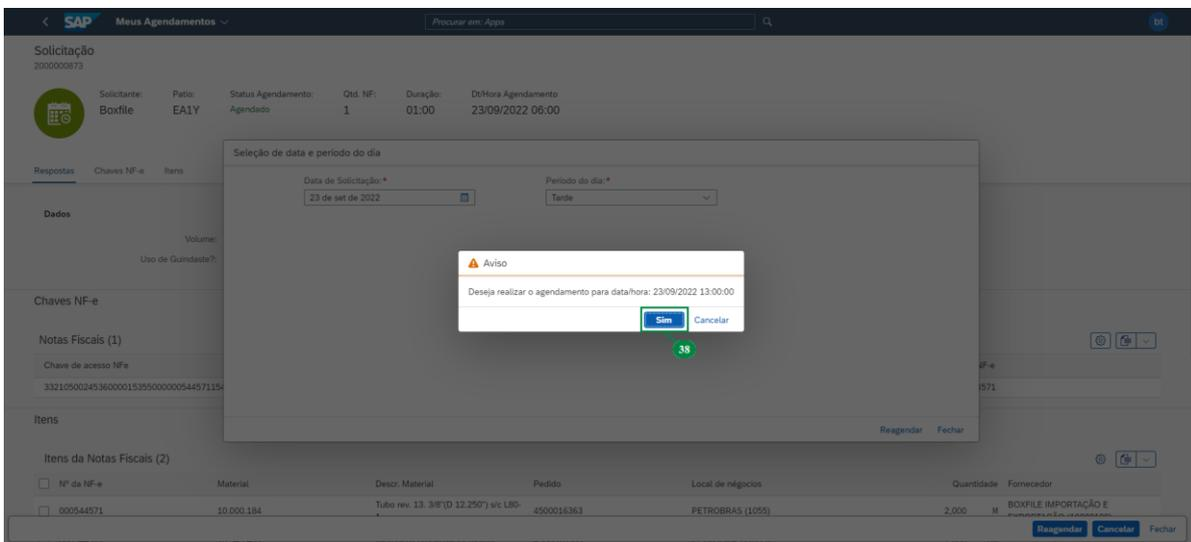 SAP Meus Agendamentos Procurar em: Apps bt
Solicitação
2000000873
Solicitante: Patio: Status Agendamento: Qtd. NF: Duração: Dt/Hora Agendamento
Boxfile EA1Y Agendado 1 01:00 23/09/2022 06:00
Seleção de data e período do dia
Respostas Chaves NF-e Itens
Data de Solicitação:* Período do dia:*
23 de set de 2022 Tarde
Dados
Volume:
Uso de Guindaste?:
Aviso
Deseja realizar o agendamento para data/hora: 23/09/2022 13:00:00
Sim Cancelar
38
Chaves NF-e
Notas Fiscais (1)
Chave de acesso NFe
571
Itens
Reagendar Fechar
Itens da Notas Fiscais (2)
Nº da NF-e Material Descr. Material Pedido Local de négocios Quantidade Fornecedor
000544571 10.000.184 Tubo rev. 13. 3/8"(D 12.250") s/c L80- 4500016363 PETROBRAS (1055) 2,000 M BOXFILE IMPORTAÇÃO E
Reagendar Cancelar Fechar